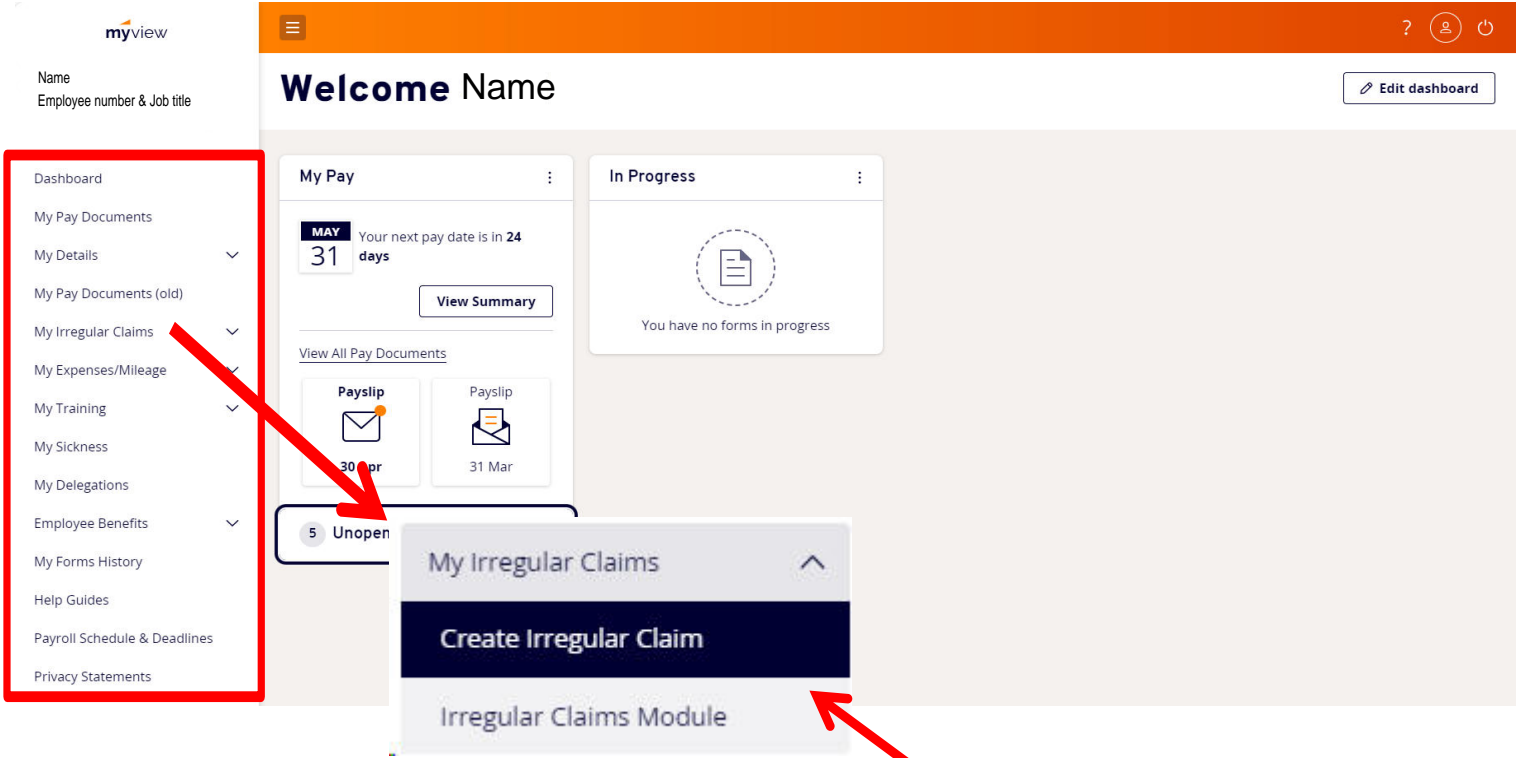 myview
?
Name
Employee number & Job title
Welcome Name
Edit dashboard
Dashboard
My Pay Documents
My Details
My Pay Documents (old)
My Irregular Claims
My Expenses/Mileage
My Training
My Sickness
My Delegations
Employee Benefits
My Forms History
Help Guides
Payroll Schedule & Deadlines
Privacy Statements
My Pay
MAY
31
Your next pay date is in 24
days
View Summary
View All Pay Documents
Payslip
30 Apr
Payslip
31 Mar
5 Unopen
In Progress
You have no forms in progress
My Irregular Claims
Create Irregular Claim
Irregular Claims Module